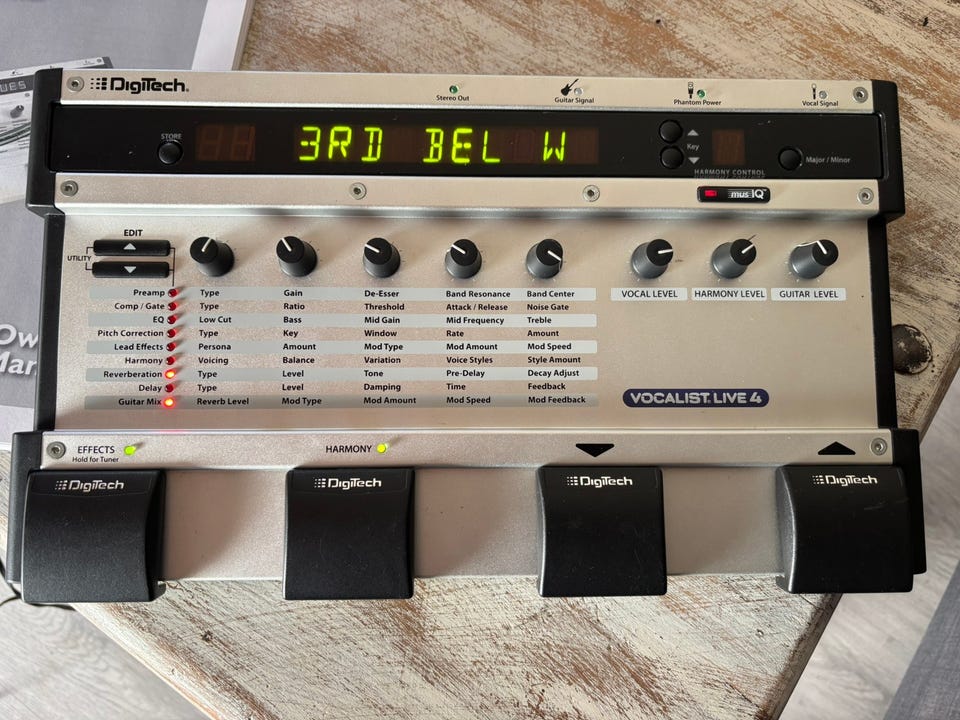 UES
DigiTech®
Stereo Out
Guitar Signal
Phantom Power
Vocal Signal
STORE
3RD BEL W
Key
Major / Minor
HARMONY CONTROL
musIQ
EDIT
UTILITY
VOCAL LEVEL
HARMONY LEVEL
GUITAR LEVEL
Preamp Type Gain De-Esser Band Resonance Band Center
Comp / Gate Type Ratio Threshold Attack / Release Noise Gate
EQ Low Cut Bass Mid Gain Mid Frequency Treble
Pitch Correction Type Key Window Rate Amount
Lead Effects Persona Amount Mod Type Mod Amount Mod Speed
Harmony Voicing Balance Variation Voice Styles Style Amount
Reverberation Type Level Tone Pre-Delay Decay Adjust
Delay Type Level Damping Time Feedback
Guitar Mix Reverb Level Mod Type Mod Amount Mod Speed Mod Feedback
VOCALIST. LIVE 4
Ow
Mar
EFFECTS
Hold for Tuner
HARMONY
DigiTech
DigiTech
DigiTech
DigiTech